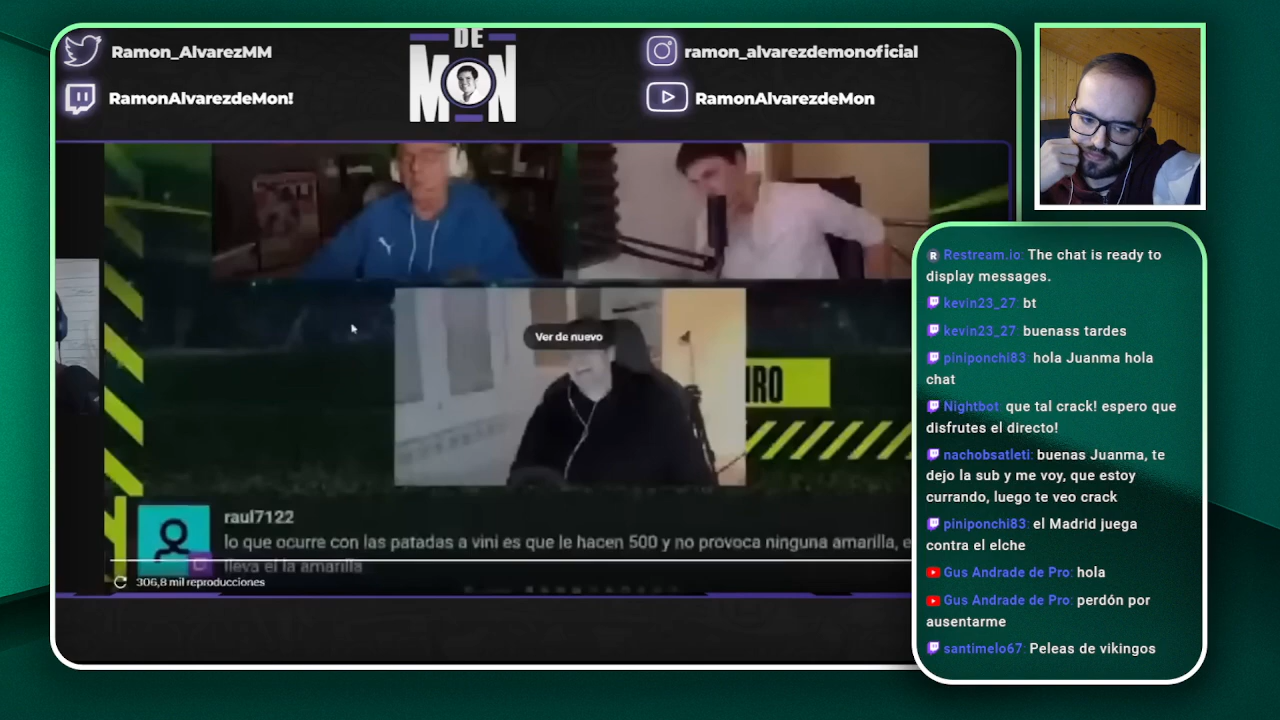 Ramon_AlvarezMM
RamonAlvarezdeMon!
DE
MON
ramon_alvarezdemonoficial
RamonAlvarezdeMon
Ver de nuevo
IRO
raul7122
lo que ocurre con las patadas a vini es que le hacen 500 y no provoca ninguna amarilla, e
lleva el la amarilla
306,8 mil reproducciones
Restream.io: The chat is ready to
display messages.
kevin23_27: bt
kevin23_27: buenass tardes
piniponchi83: hola Juanma hola
chat
Nightbot: que tal crack! espero que
disfrutes el directo!
nachobsatleti: buenas Juanma, te
dejo la sub y me voy, que estoy
currando, luego te veo crack
piniponchi83: el Madrid juega
contra el elche
Gus Andrade de Pro: hola
Gus Andrade de Pro: perdón por
ausentarme
santimelo67: Peleas de vikingos